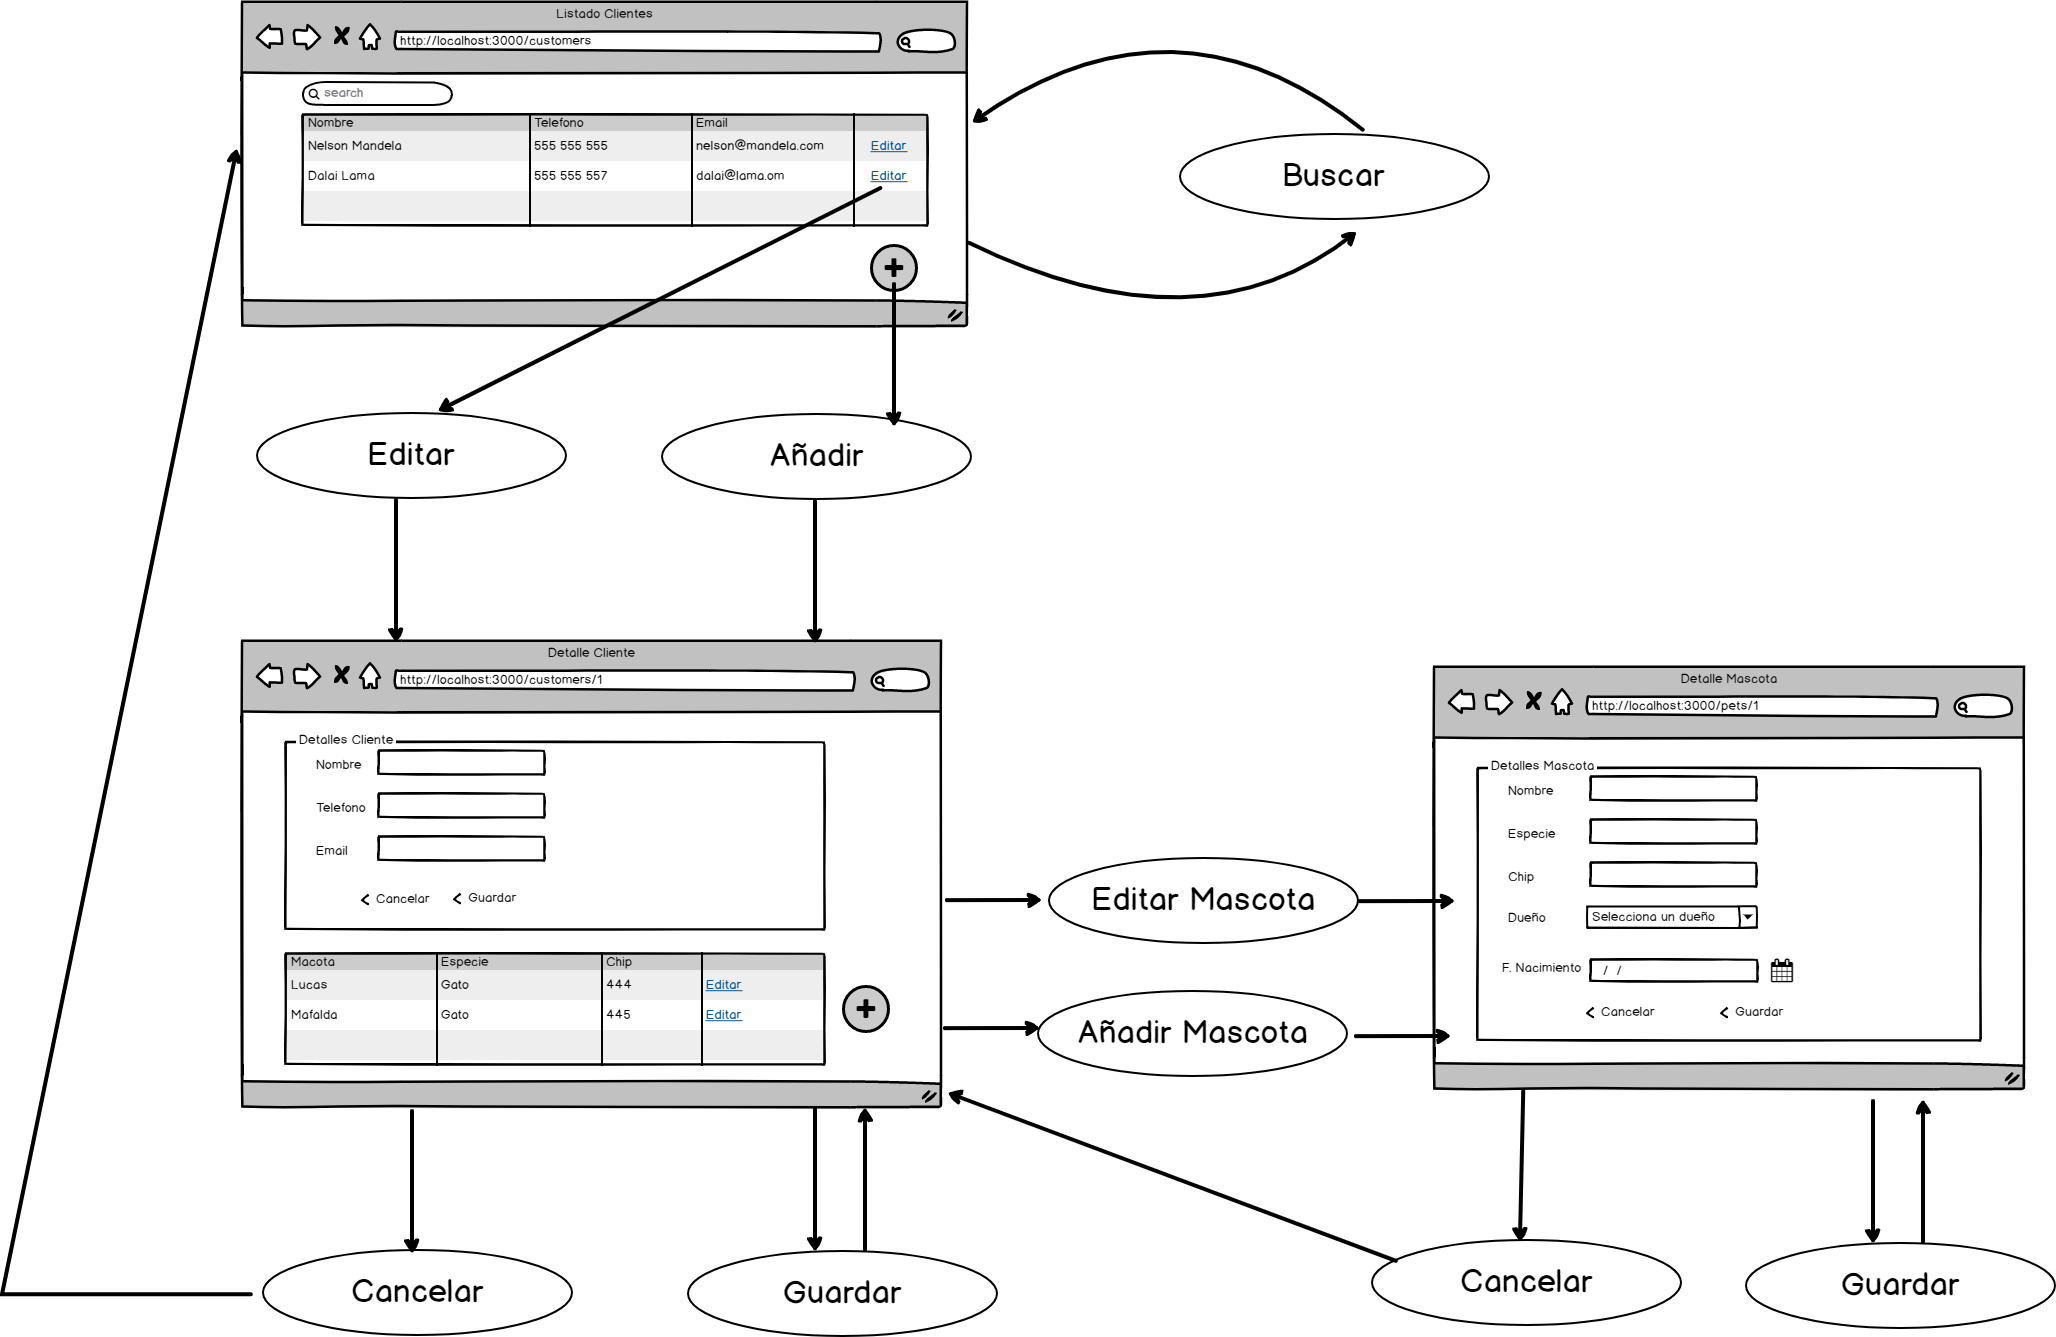 Listado Clientes
http://localhost:3000/customers
search
Nombre Telefono Email
Nelson Mandela 555 555 555 nelson@mandela.com Editar
Dalai Lama 555 555 557 dalai@lama.om Editar
Buscar
Editar
Añadir
Detalle Cliente
http://localhost:3000/customers/1
Detalles Cliente
Nombre
Telefono
Email
Cancelar Guardar
Macota Especie Chip
Lucas Gato 444 Editar
Mafalda Gato 445 Editar
Editar Mascota
Añadir Mascota
Detalle Mascota
http://localhost:3000/pets/1
Detalles Mascota
Nombre
Especie
Chip
Dueño Selecciona un dueño
F. Nacimiento / /
Cancelar Guardar
Cancelar
Guardar
Cancelar
Guardar